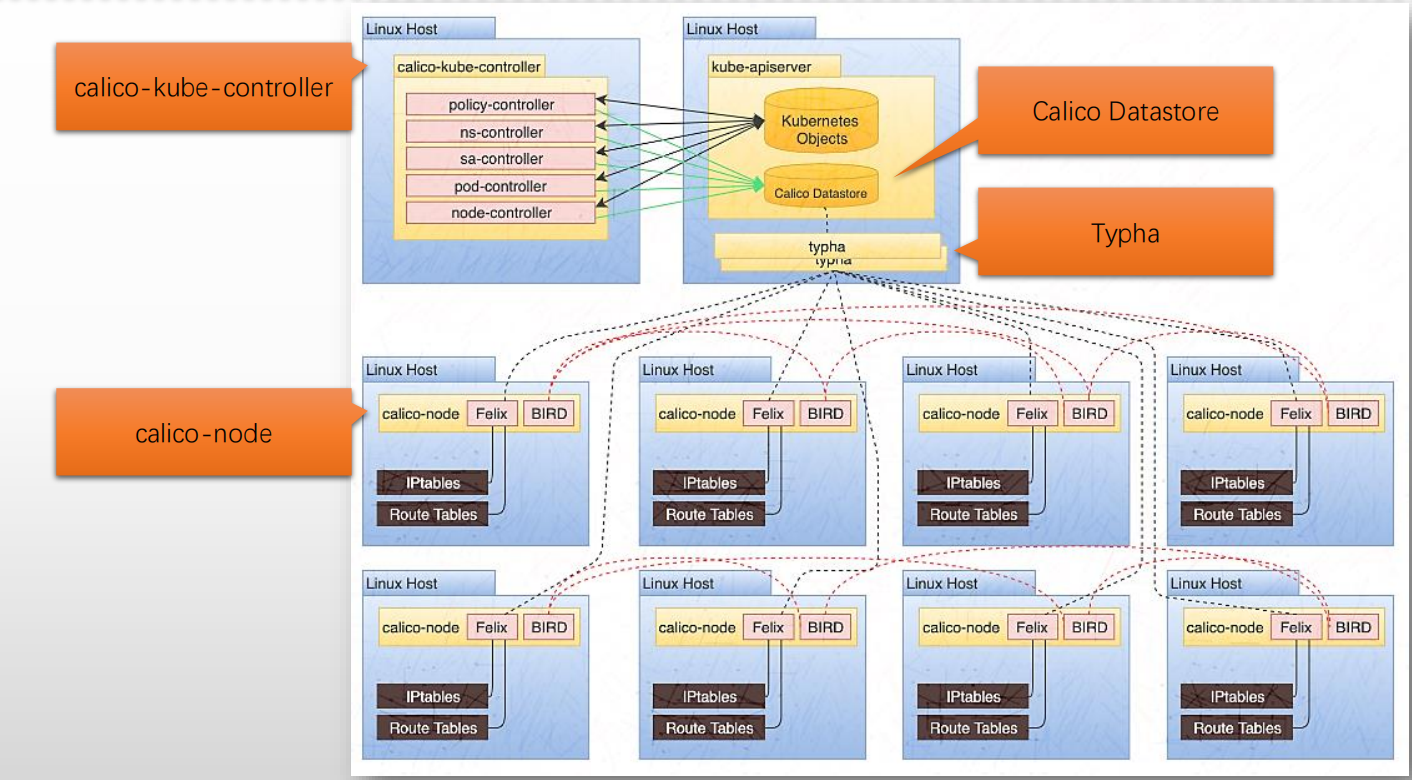 Linux Host
Linux Host
calico-kube-controller
calico-kube-controller
kube-apiserver
policy-controller
ns-controller
sa-controller
pod-controller
node-controller
Kubernetes
Objects
Calico Datastore
Calico Datastore
typha
typha
Typha
Linux Host
Linux Host
Linux Host
Linux Host
calico-node
calico-node Felix BIRD
calico-node Felix BIRD
calico-node Felix BIRD
calico-node Felix BIRD
IPtables
IPtables
IPtables
IPtables
Route Tables
Route Tables
Route Tables
Route Tables
Linux Host
Linux Host
Linux Host
Linux Host
calico-node Felix BIRD
calico-node Felix BIRD
calico-node Felix BIRD
calico-node Felix BIRD
IPtables
IPtables
IPtables
IPtables
Route Tables
Route Tables
Route Tables
Route Tables